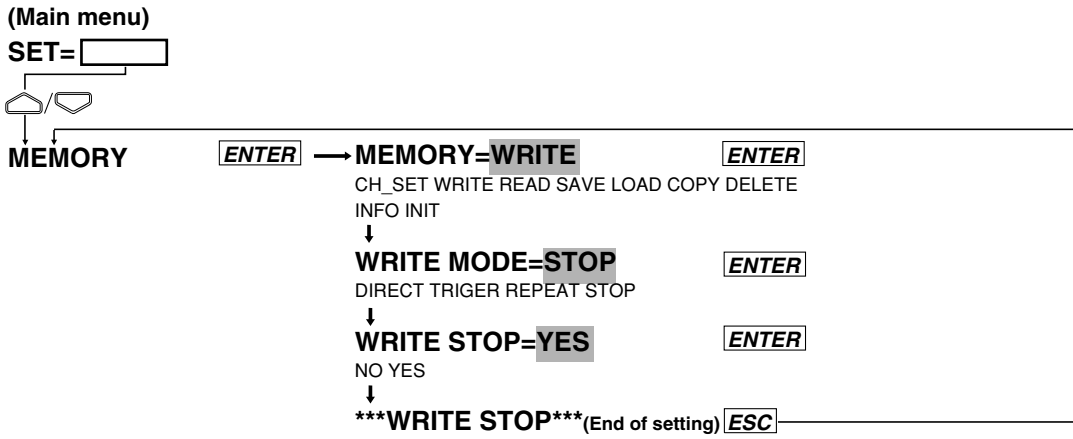 (Main menu)
SET=
/
MEMORY ENTER MEMORY=WRITE ENTER
CH_SET WRITE READ SAVE LOAD COPY DELETE
INFO INIT
WRITE MODE=STOP ENTER
DIRECT TRIGER REPEAT STOP
WRITE STOP=YES ENTER
NO YES
***WRITE STOP***(End of setting) ESC